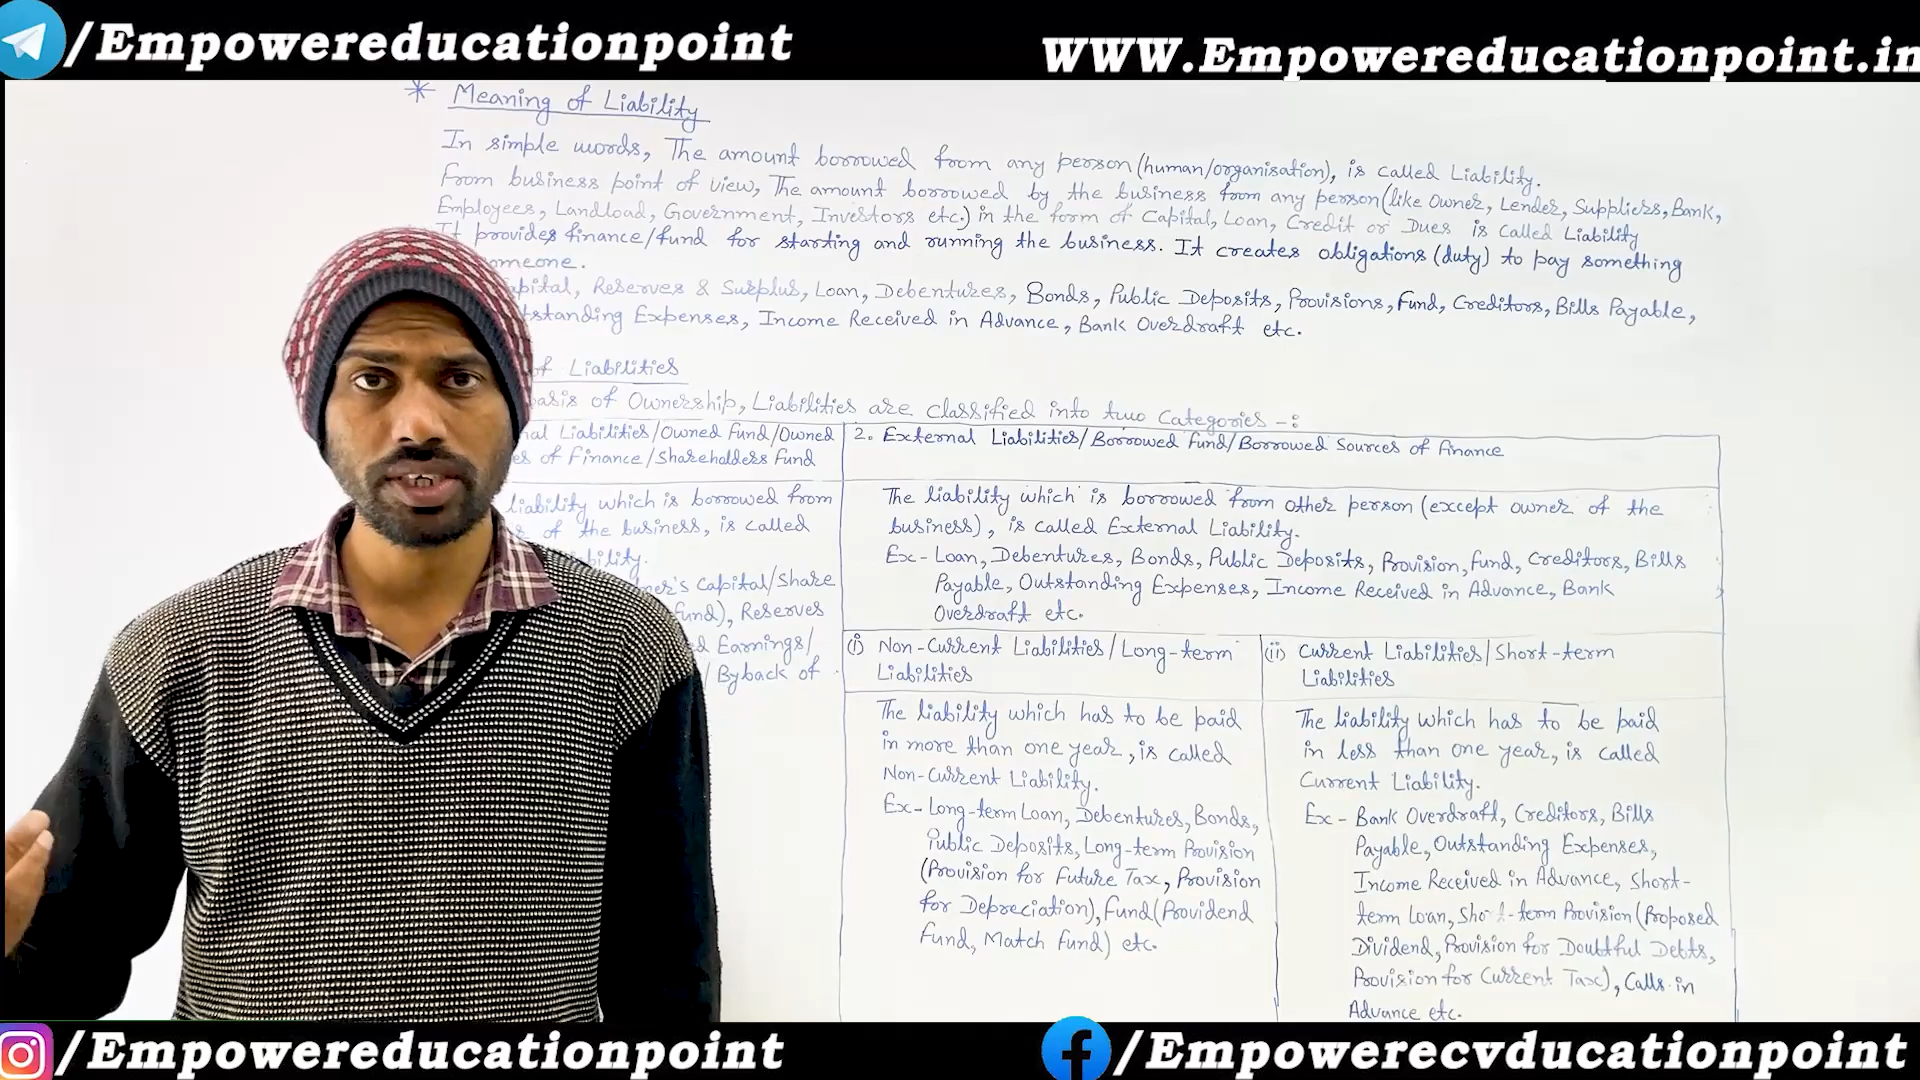 /Empowereducationpoint
WWW.Empowereducationpoint.in
* Meaning of Liability
In simple words, The amount borrowed from any person (human/organisation), is called Liability.
From business point of view, The amount borrowed by the business from any person (like Owner, Lender, Suppliers, Bank,
Employees, Landload, Government, Investors etc.) in the form of Capital, Loan, Credit or Dues is called Liability
It provides finance/fund for starting and running the business. It creates obligations (duty) to pay something
omeone.
apital, Reserves & Surplus, Loan, Debentures, Bonds, Public Deposits, Provisions, Fund, Creditors, Bills Payable,
tstanding Expenses, Income Received in Advance, Bank Overdraft etc.
of Liabilities
basis of Ownership, Liabilities are classified into two Categories -:
nal Liabilities/Owned Fund/Owned
es of Finance/Shareholders Fund
liability which is borrowed from
s of the business, is called
bility.
ner's Capital/Share
fund), Reserves
d Earnings/
/Byback of
2. External Liabilities/Borrowed Fund/Borrowed Sources of Finance
The liability which is borrowed from other person (except owner of the
business), is called External Liability.
Ex- Loan, Debentures, Bonds, Public Deposits, Provision, Fund, Creditors, Bills
Payable, Outstanding Expenses, Income Received in Advance, Bank
Overdraft etc.
(i) Non-Current Liabilities/Long-term
Liabilities
The liability which has to be paid
in more than one year, is called
Non-Current Liability.
Ex- Long-term Loan, Debentures, Bonds,
Public Deposits, Long-term Provision
(Provision for Future Tax, Provision
for Depreciation), Fund (Providend
Fund, Match Fund) etc.
(ii) Current Liabilities/Short-term
Liabilities
The liability which has to be paid
in less than one year, is called
Current Liability.
Ex- Bank Overdraft, Creditors, Bills
Payable, Outstanding Expenses,
Income Received in Advance, Short-
term Loan, Short-term Provision (Proposed
Dividend, Provision for Doubtful Debts,
Provision for Current Tax), Calls in
Advance etc.
/Empowereducationpoint
/Empowerecvducationpoint